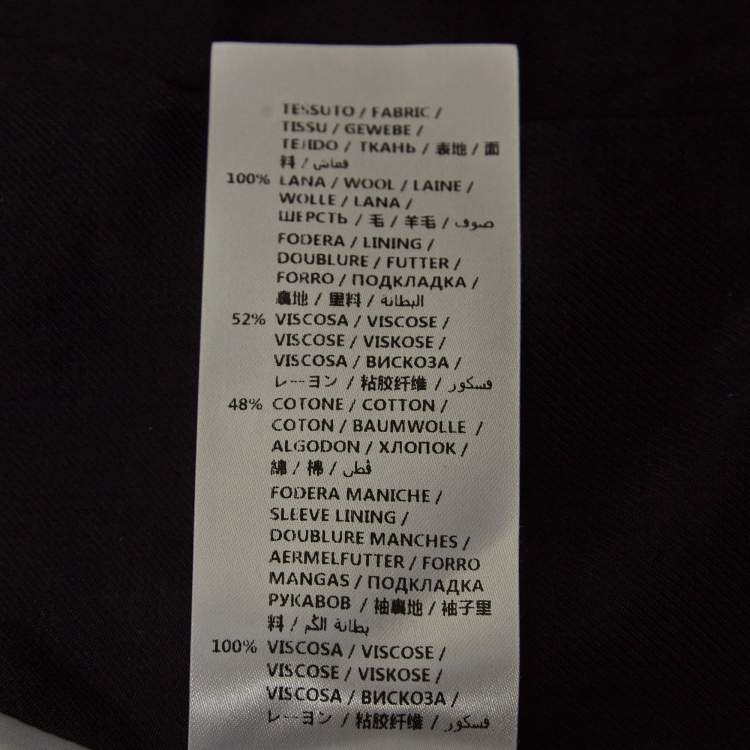 TESSUTO / FABRIC /
TISSU / GEWEBE /
TEJIDO / ТКАНЬ / 表地 / 面
料 / قماش /
100% LANA / WOOL / LAINE /
WOLLE / LANA /
ШЕРСТЬ / 毛 / 羊毛 / صوف
FODERA / LINING /
DOUBLURE / FUTTER /
FORRO / ПОДКЛАДКА /
裏地 / 里料 / البطانة
52% VISCOSA / VISCOSE /
VISCOSE / VISKOSE /
VISCOSA / ВИСКОЗА /
レーヨン / 粘胶纤维 / فسكوز
48% COTONE / COTTON /
COTON / BAUMWOLLE /
ALGODON / ХЛОПОК /
綿 / 棉 / قطن
FODERA MANICHE /
SLEEVE LINING /
DOUBLURE MANCHES /
AERMELFUTTER / FORRO
MANGAS / ПОДКЛАДКА
РУКАВОВ / 袖裏地 / 袖子里
料 / بطانة الكم
100% VISCOSA / VISCOSE /
VISCOSE / VISKOSE /
VISCOSA / ВИСКОЗА /
レーヨン / 粘胶纤维 / فسكوز